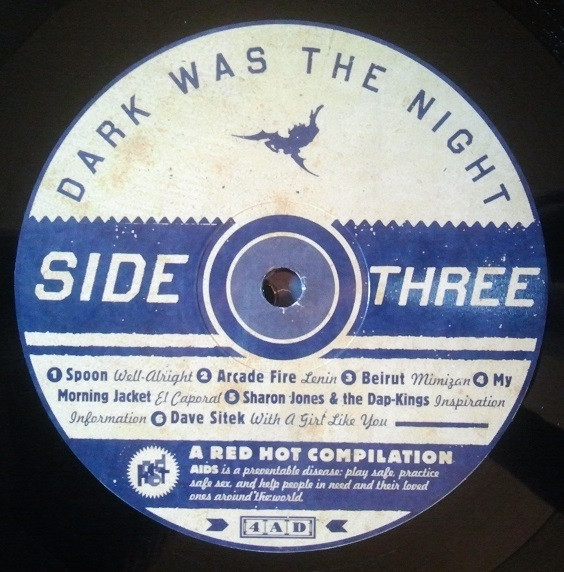 DARK WAS THE NIGHT
SIDE THREE
1 Spoon Well-Alright 2 Arcade Fire Lenin 3 Beirut Mimizan 4 My
Morning Jacket El Caporal 5 Sharon Jones & the Dap-Kings Inspiration
Information 6 Dave Sitek With A Girl Like You
RED HOT
A RED HOT COMPILATION
AIDS is a preventable disease; play safe, practice
safe sex, and help people in need and their loved
ones around the world.
4AD